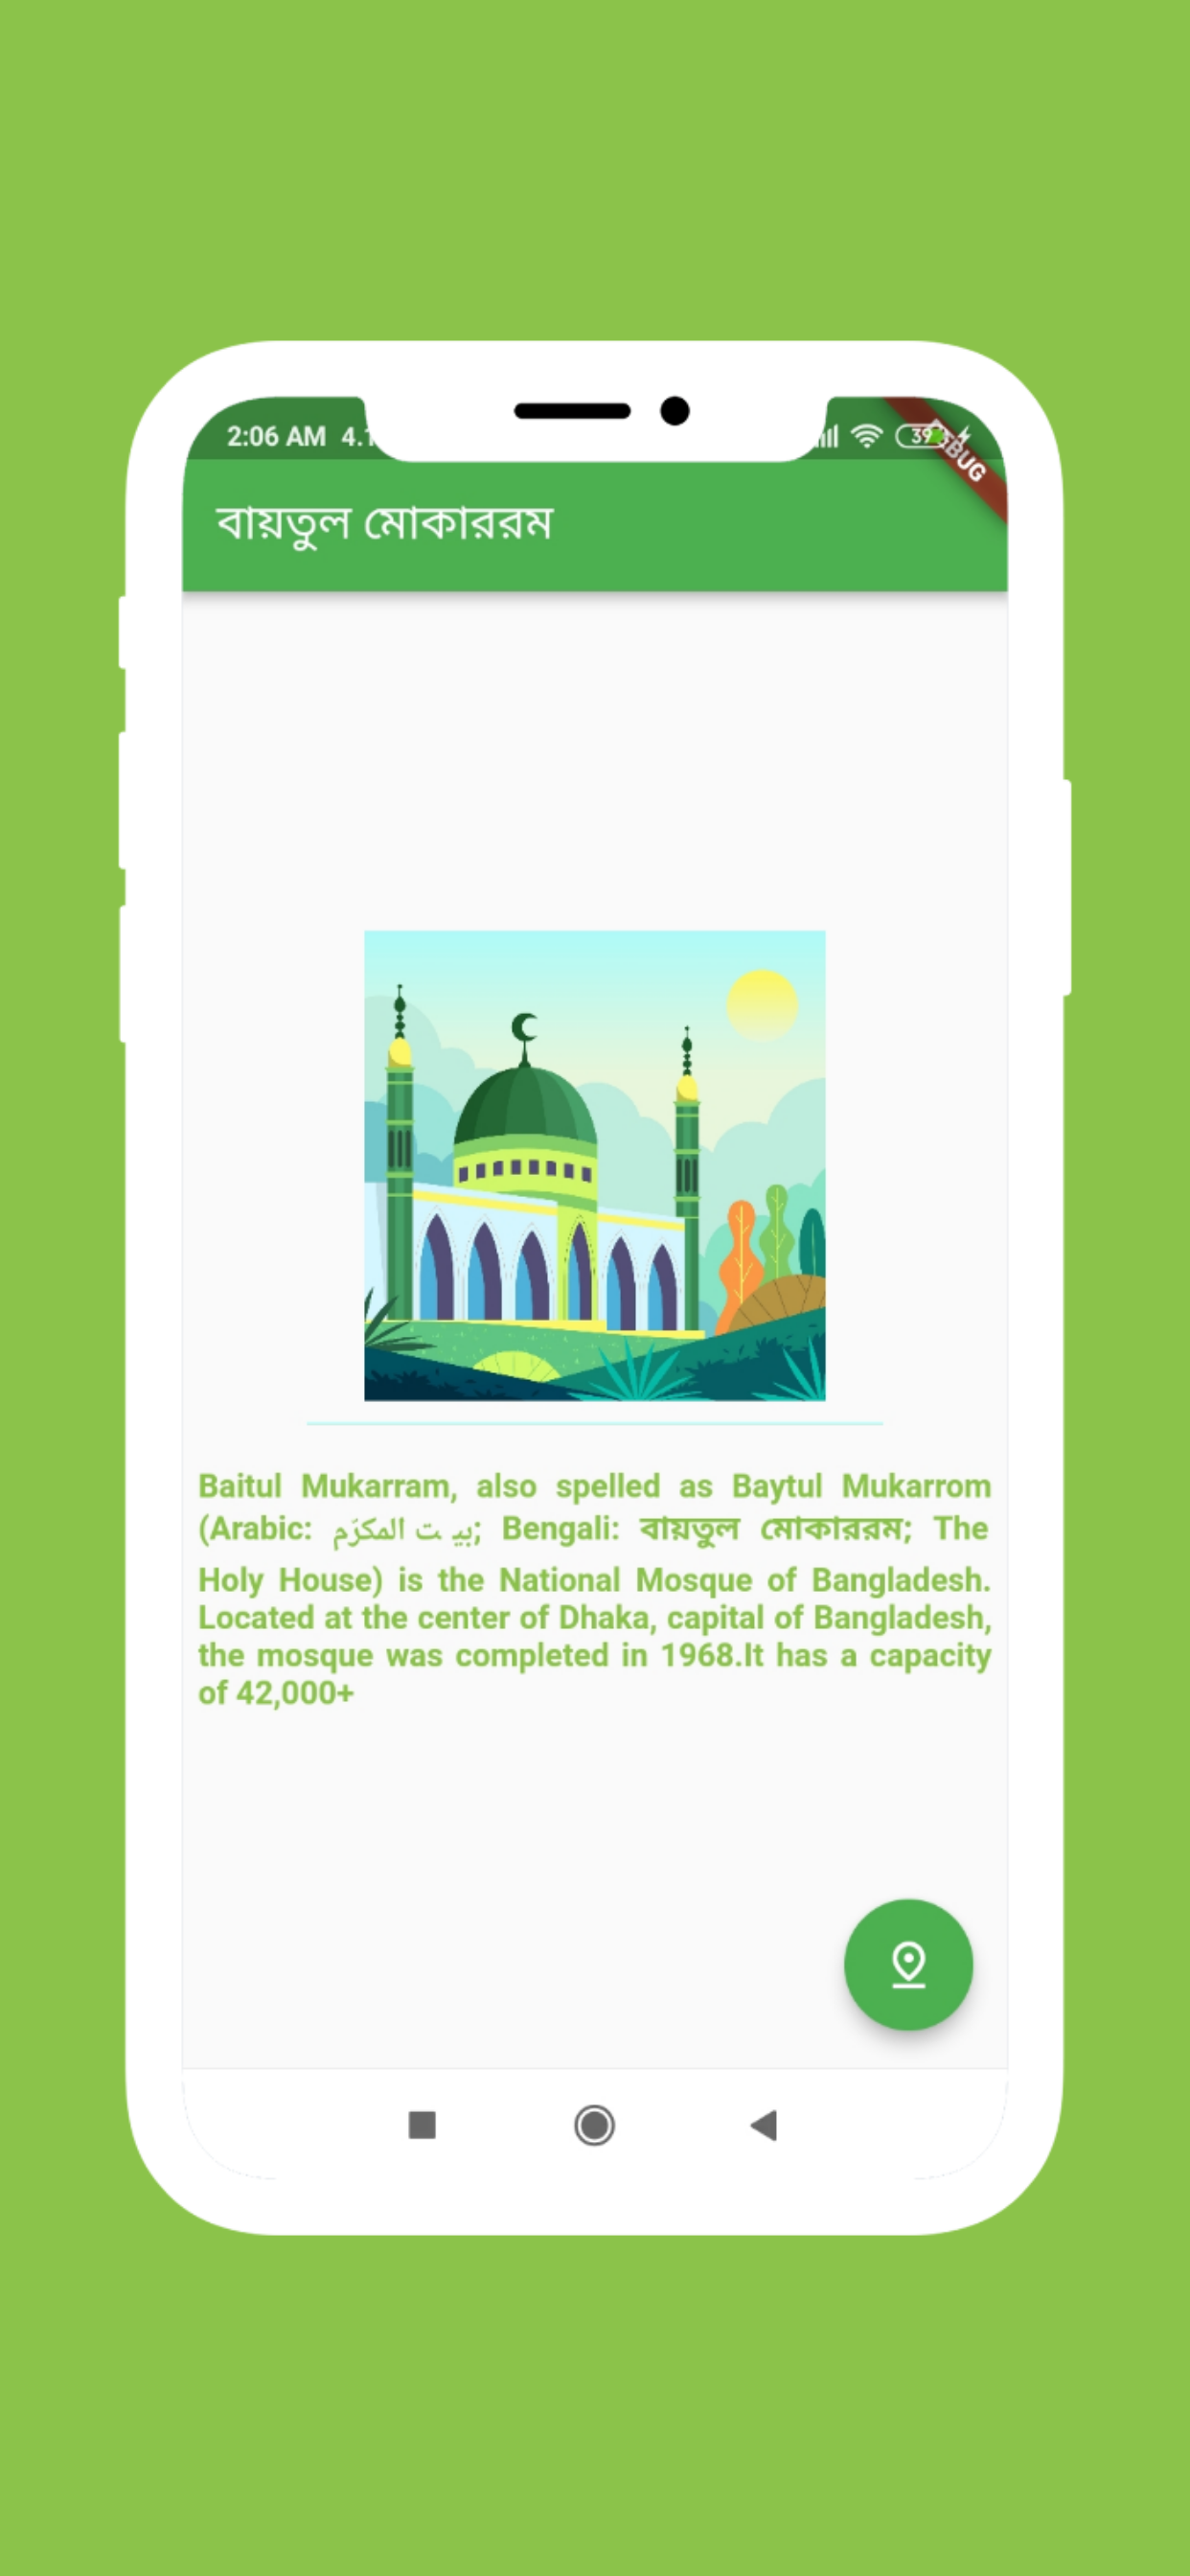 2:06 AM
বায়তুল মোকাররম
Baitul Mukarram, also spelled as Baytul Mukarrom
(Arabic: بيـ ـت المكرّم; Bengali: বায়তুল মোকাররম; The
Holy House) is the National Mosque of Bangladesh.
Located at the center of Dhaka, capital of Bangladesh,
the mosque was completed in 1968.It has a capacity
of 42,000+